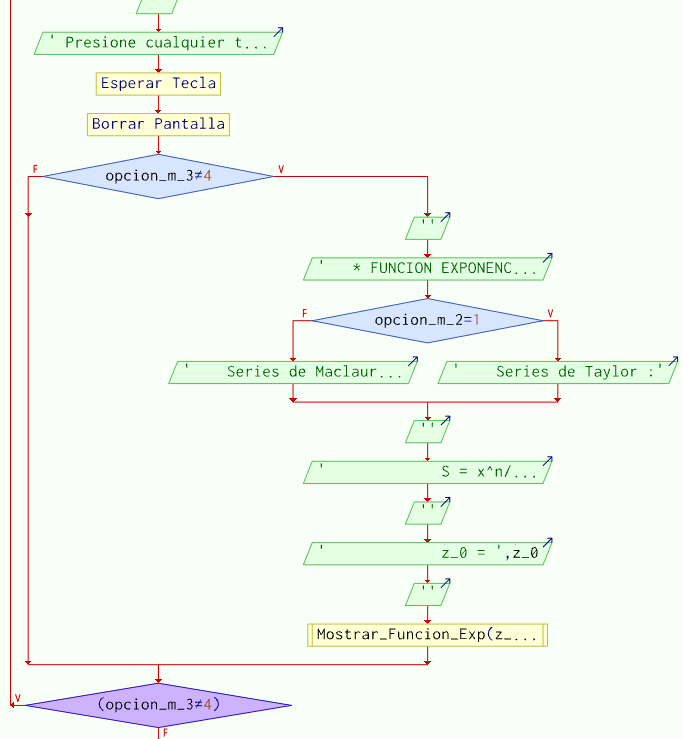 ' Presione cualquier t...
Esperar Tecla
Borrar Pantalla
F
opcion_m_3≠4
V
''
'   * FUNCION EXPONENC...
F
opcion_m_2=1
V
'    Series de Maclaur...
'    Series de Taylor :'
''
'             S = x^n/...
''
'             z_0 = ',z_0
''
Mostrar_Funcion_Exp(z_...
V
(opcion_m_3≠4)
F